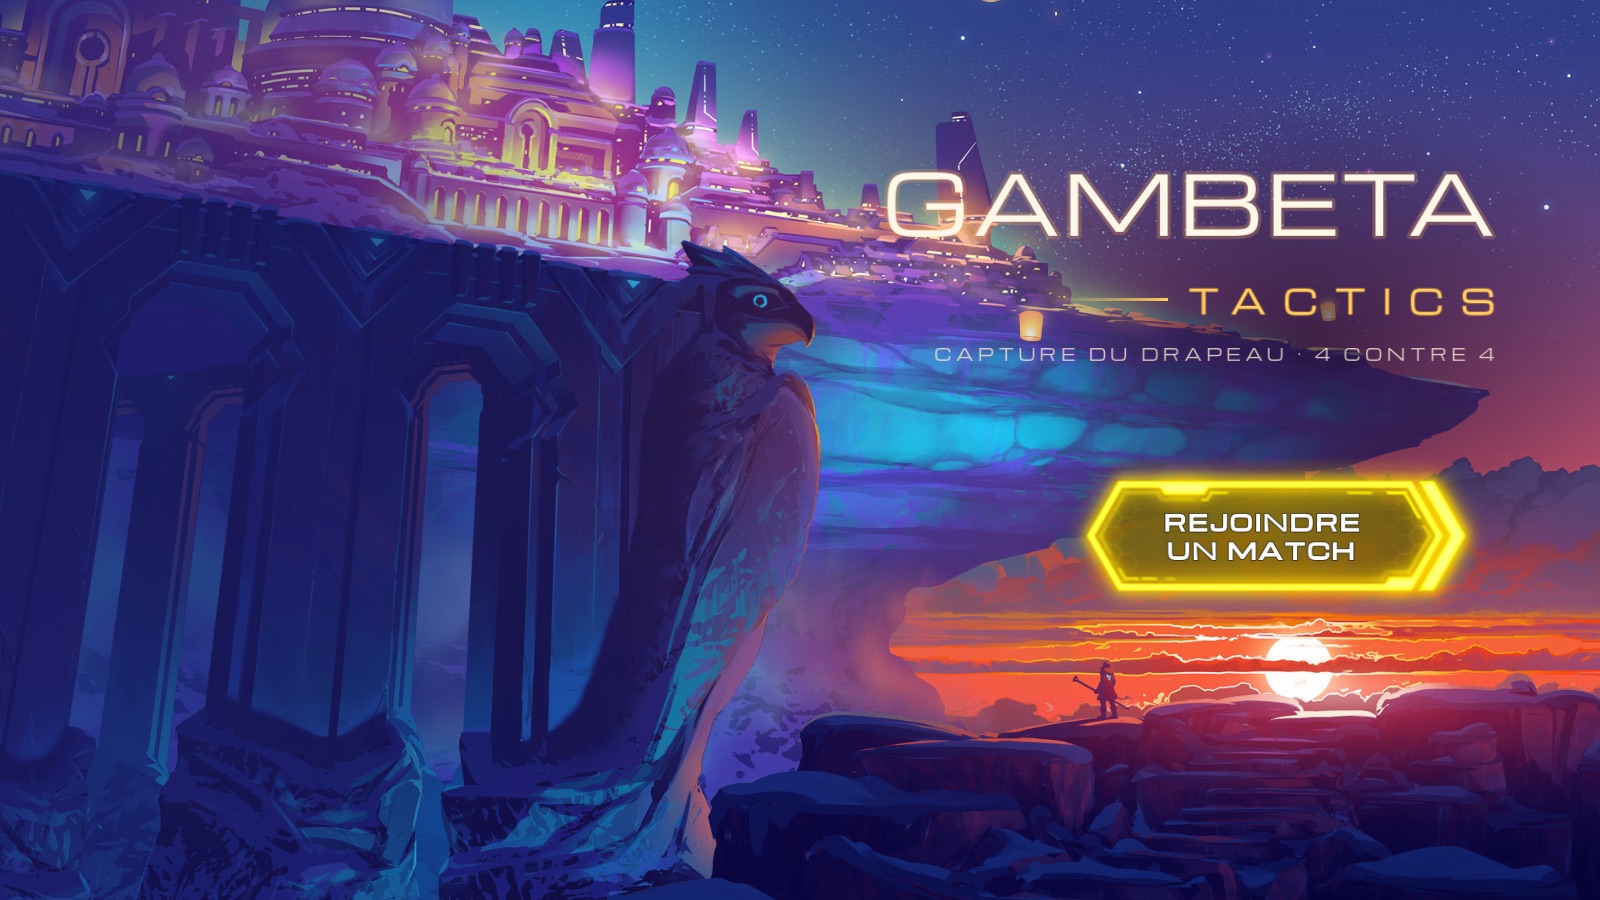 GAMBETA
TACTICS
CAPTURE DU DRAPEAU · 4 CONTRE 4
REJOINDRE
UN MATCH